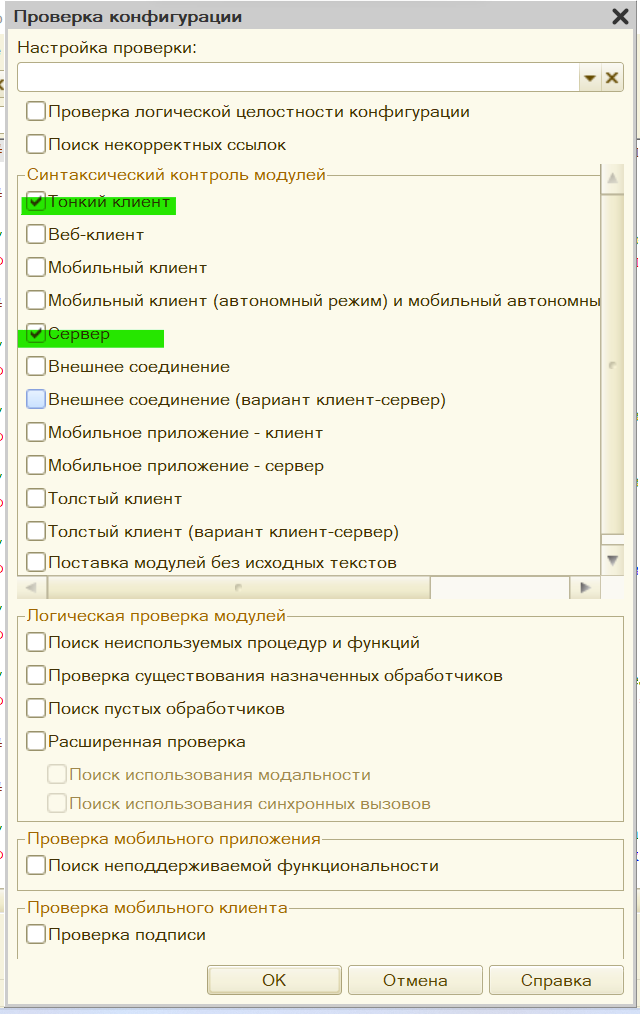 Проверка конфигурации
Настройка проверки:
Проверка логической целостности конфигурации
Поиск некорректных ссылок
Синтаксический контроль модулей
Тонкий клиент
Веб-клиент
Мобильный клиент
Мобильный клиент (автономный режим) и мобильный автономны
Сервер
Внешнее соединение
Внешнее соединение (вариант клиент-сервер)
Мобильное приложение - клиент
Мобильное приложение - сервер
Толстый клиент
Толстый клиент (вариант клиент-сервер)
Поставка модулей без исходных текстов
Логическая проверка модулей
Поиск неиспользуемых процедур и функций
Проверка существования назначенных обработчиков
Поиск пустых обработчиков
Расширенная проверка
Поиск использования модальности
Поиск использования синхронных вызовов
Проверка мобильного приложения
Поиск неподдерживаемой функциональности
Проверка мобильного клиента
Проверка подписи
ОК Отмена Справка